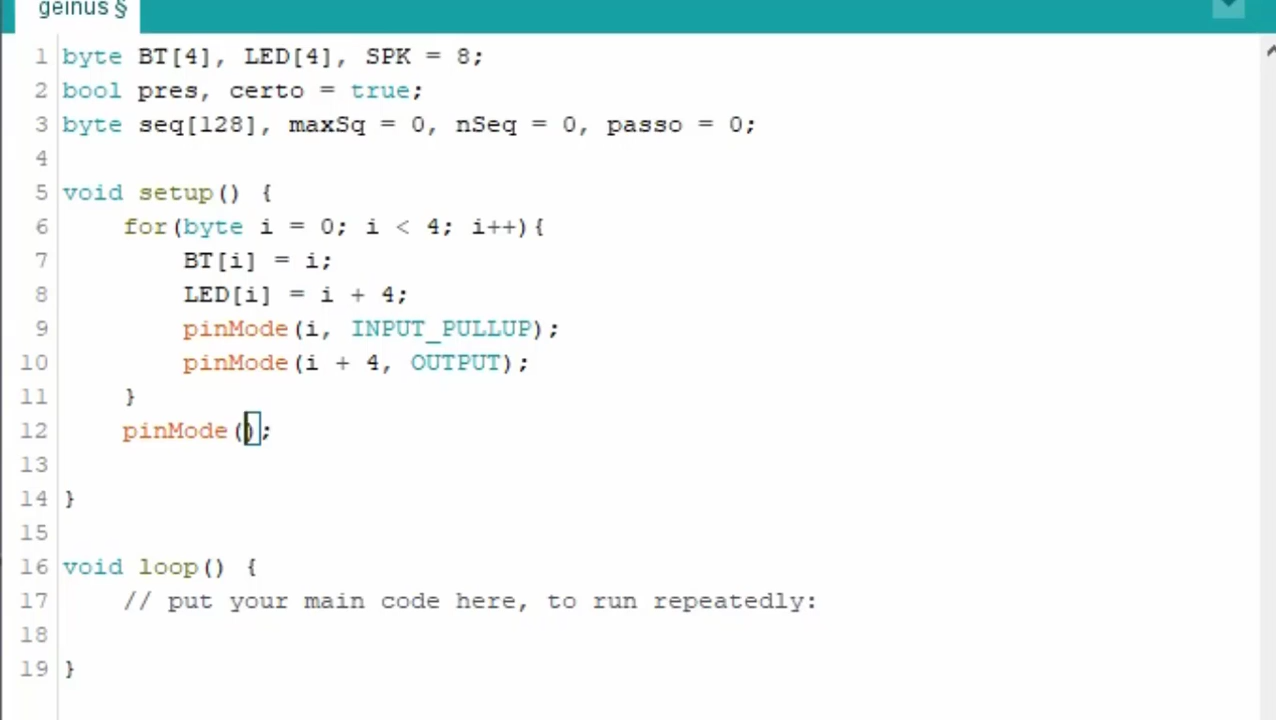 geinus §
1 byte BT[4], LED[4], SPK = 8;
2 bool pres, certo = true;
3 byte seq[128], maxSq = 0, nSeq = 0, passo = 0;
4
5 void setup() {
6     for(byte i = 0; i < 4; i++){
7         BT[i] = i;
8         LED[i] = i + 4;
9         pinMode(i, INPUT_PULLUP);
10         pinMode(i + 4, OUTPUT);
11     }
12     pinMode();
13
14 }
15
16 void loop() {
17     // put your main code here, to run repeatedly:
18
19 }